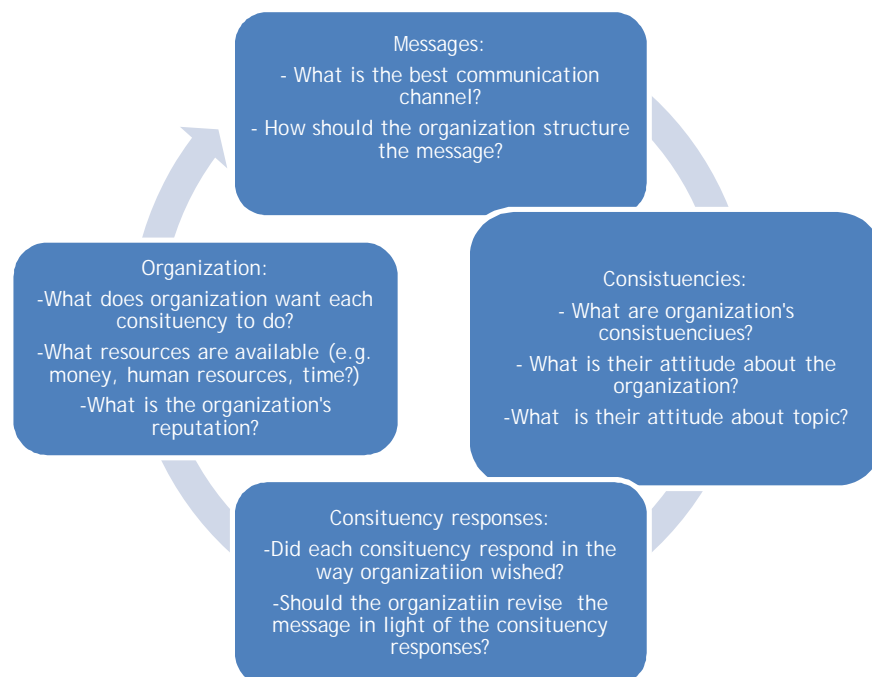 Messages:
- What is the best communication
channel?
- How should the organization structure
the message?
Consistuencies:
- What are organization's
consistuenciues?
- What is their attitude about the
organization?
-What  is their attitude about topic?
Consituency responses:
-Did each consituency respond in the
way organizatiion wished?
-Should the organizatiin revise  the
message in light of the consituency
responses?
Organization:
-What does organization want each
consituency to do?
-What resources are available (e.g.
money, human resources, time?)
-What is the organization's
reputation?